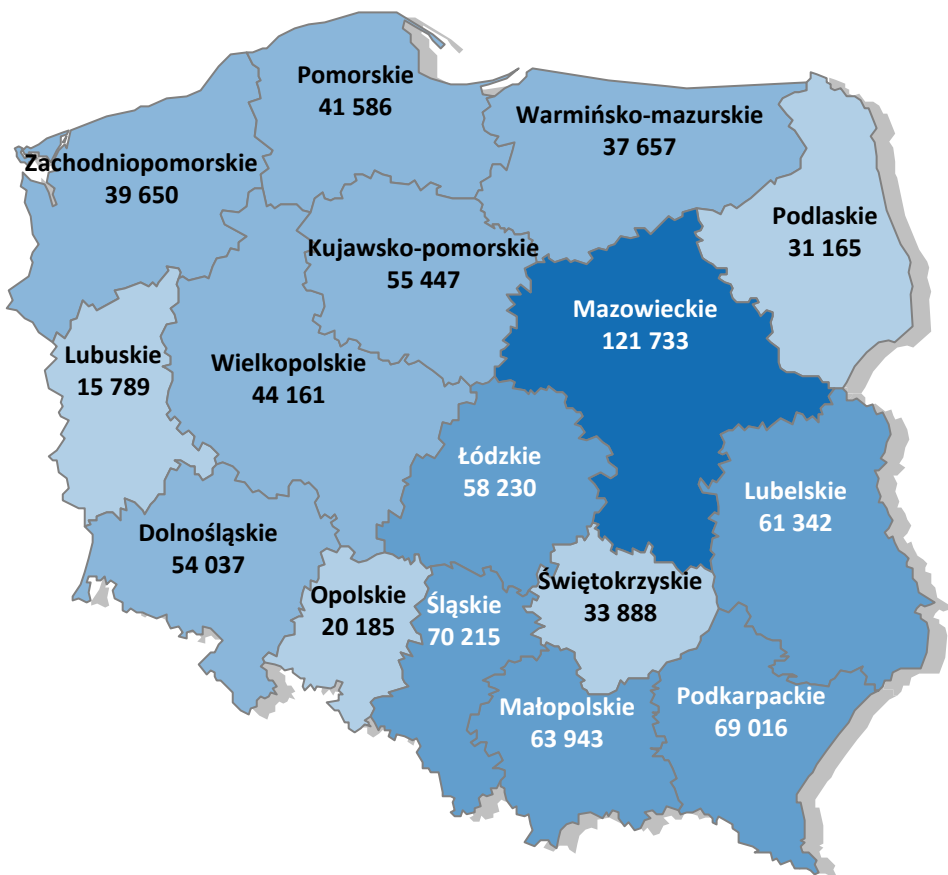 Pomorskie
41 586
Warmińsko-mazurskie
37 657
Zachodniopomorskie
39 650
Podlaskie
31 165
Kujawsko-pomorskie
55 447
Mazowieckie
121 733
Lubuskie
15 789
Wielkopolskie
44 161
Łódzkie
58 230
Lubelskie
61 342
Dolnośląskie
54 037
Opolskie
20 185
Śląskie
70 215
Świętokrzyskie
33 888
Małopolskie
63 943
Podkarpackie
69 016